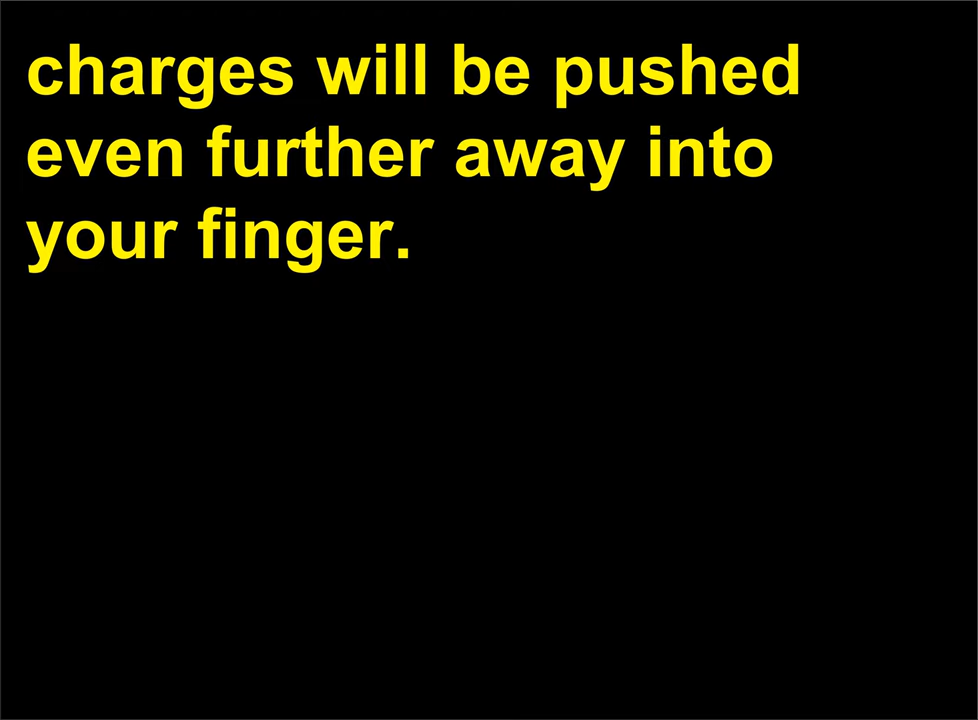 charges will be pushed
even further away into
your finger.